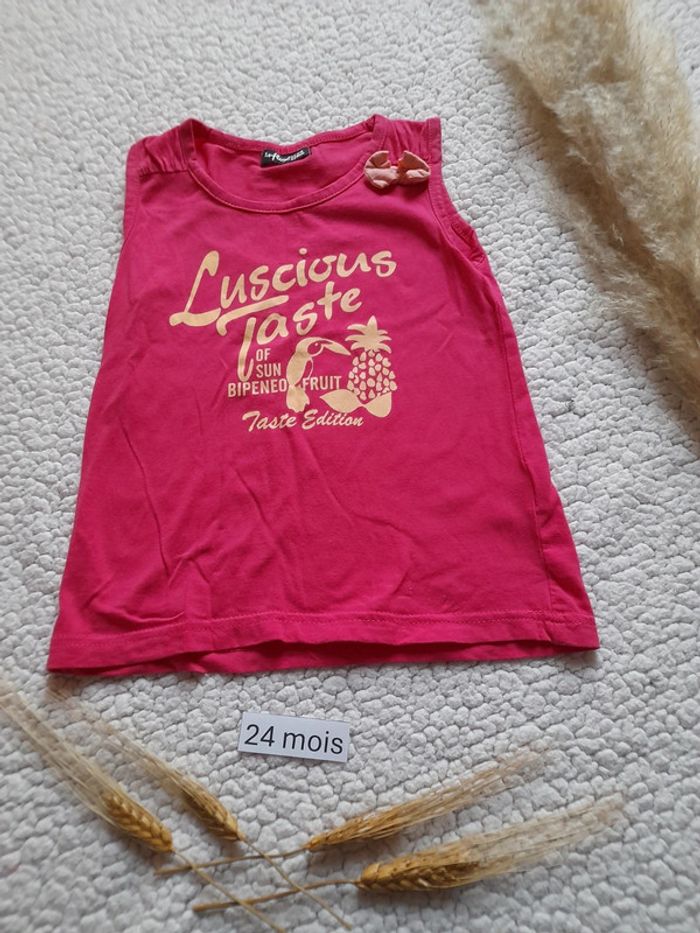 Luscious
Taste
OF
SUN
BIPENEO FRUIT
Taste Edition
24 mois